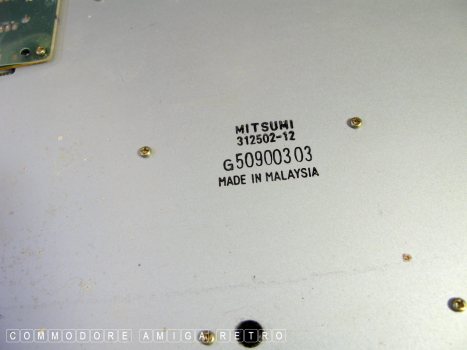 MITSUMI
312502-12
G50900303
MADE IN MALAYSIA
COMMODORE AMIGA RETRO